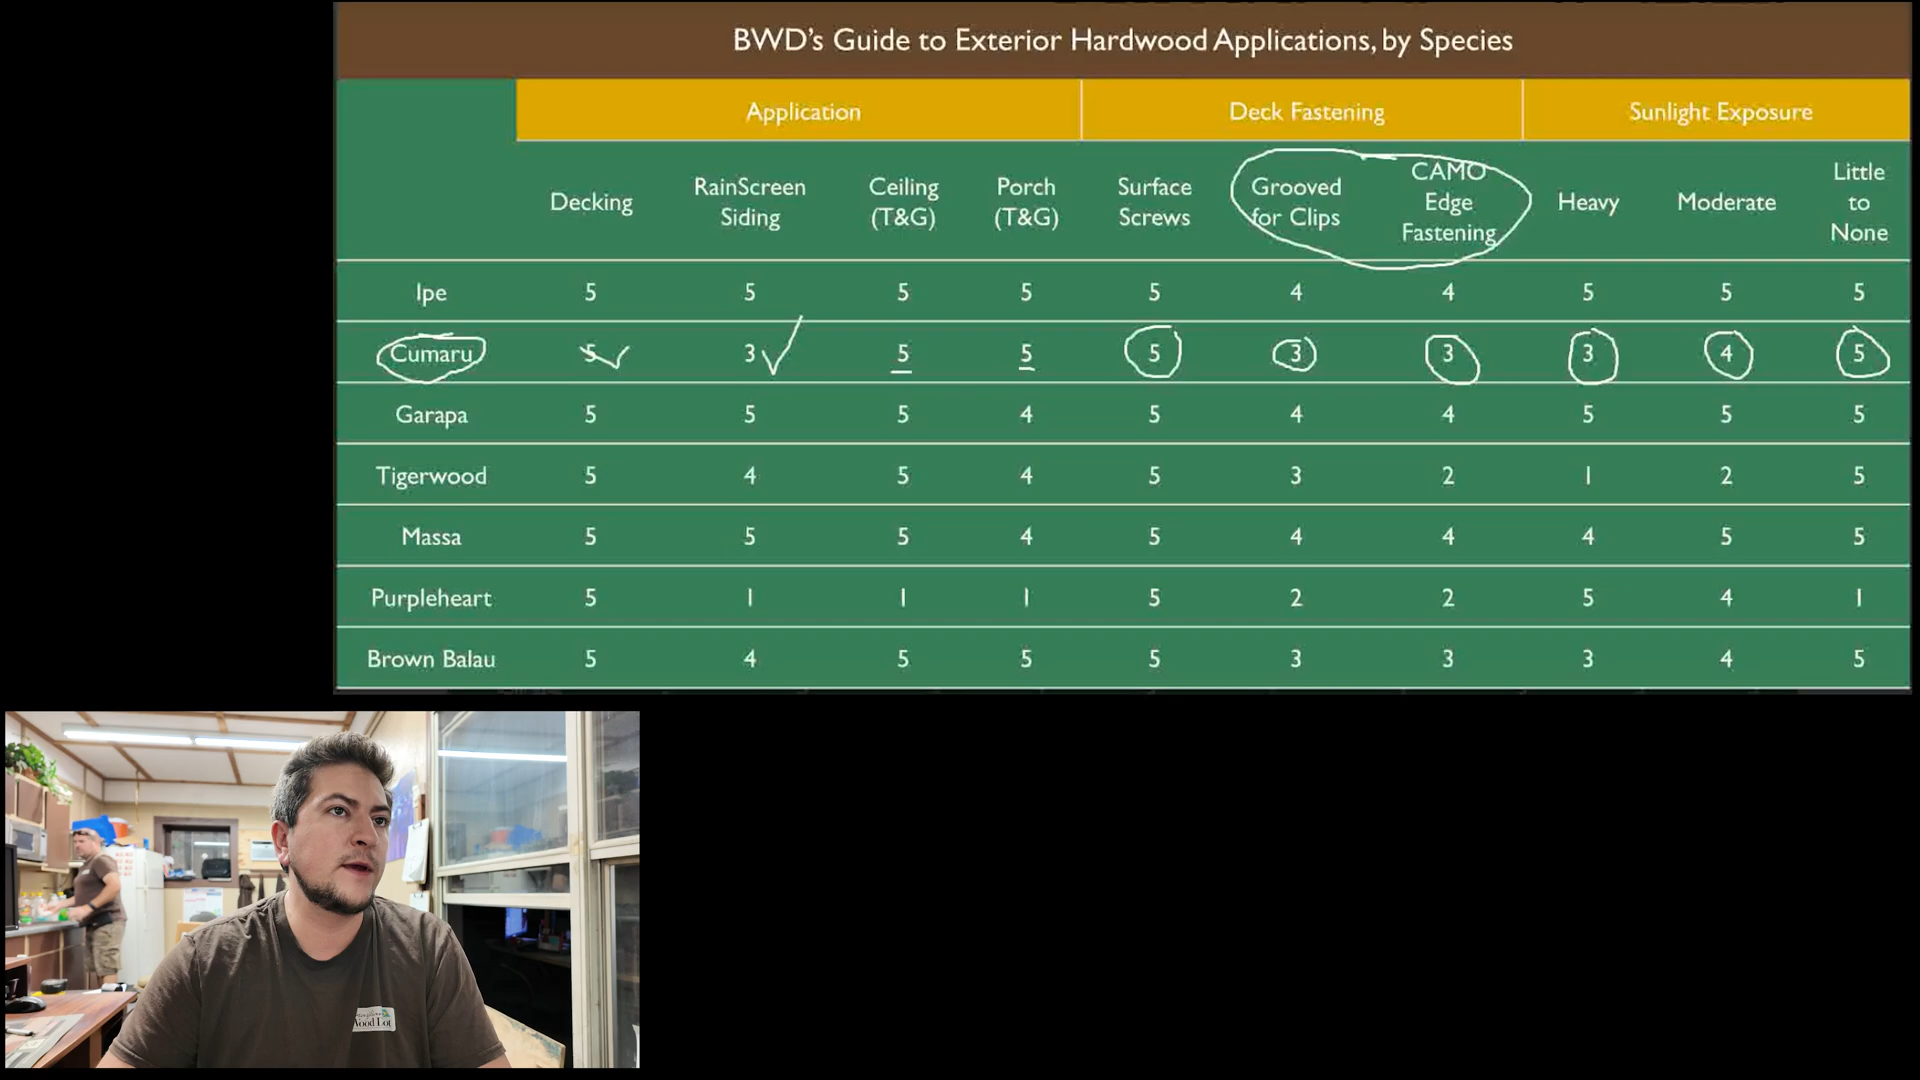 BWD's Guide to Exterior Hardwood Applications, by Species
Application Deck Fastening Sunlight Exposure
Decking RainScreen Siding Ceiling (T&G) Porch (T&G) Surface Screws Grooved for Clips CAMO Edge Fastening Heavy Moderate Little to None
Ipe 5 5 5 5 5 4 4 5 5 5
Cumaru 5 3 5 5 5 3 3 3 4 5
Garapa 5 5 5 4 5 4 4 5 5 5
Tigerwood 5 4 5 4 5 3 2 1 2 5
Massa 5 5 5 4 5 4 4 4 5 5
Purpleheart 5 1 1 1 5 2 2 5 4 1
Brown Balau 5 4 5 5 5 3 3 3 4 5
Wood Lot